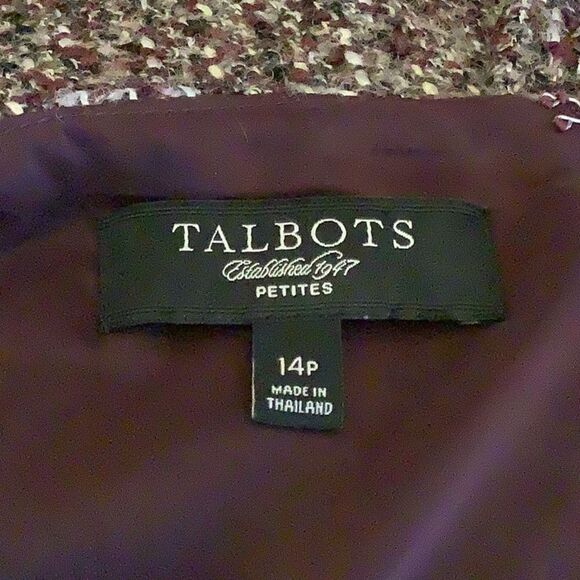 TALBOTS
Established 1947
PETITES
14P
MADE IN
THAILAND